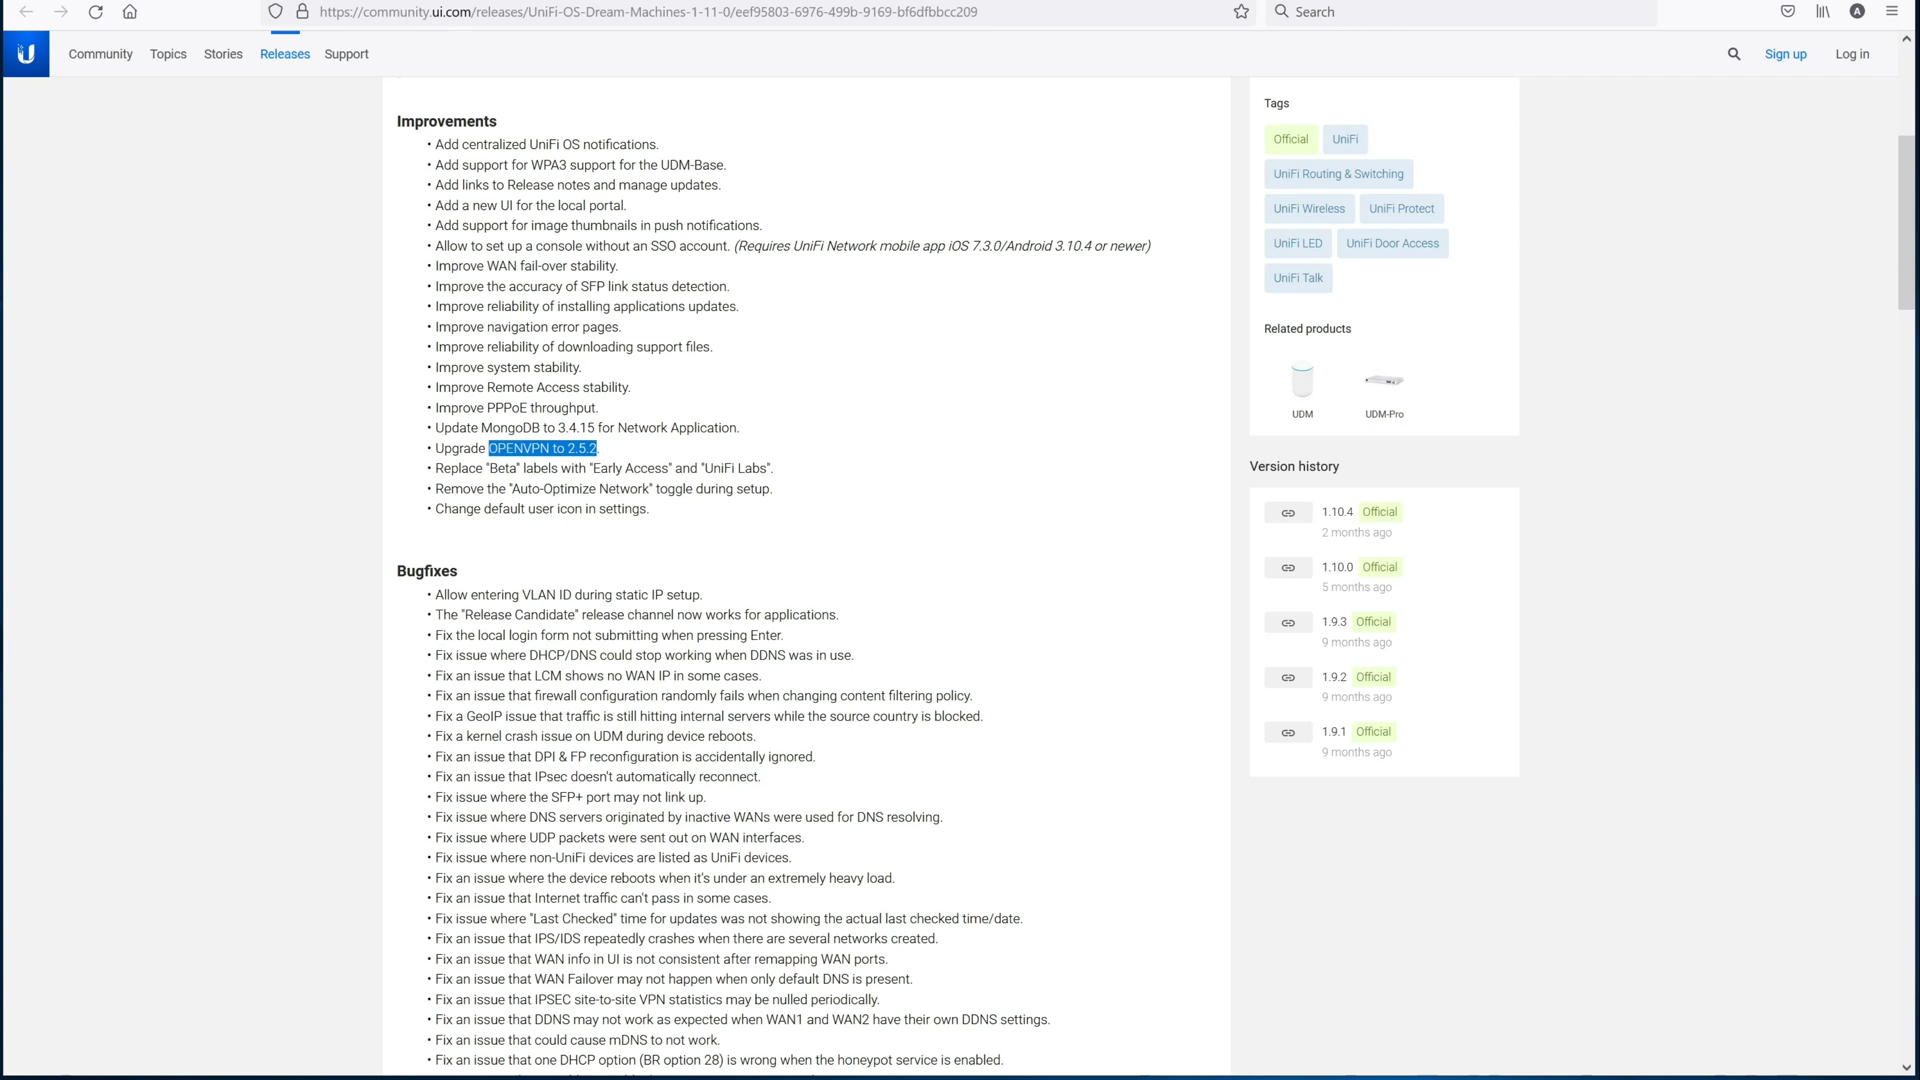 https://community.ui.com/releases/UniFi-OS-Dream-Machines-1-11-0/eef95803-6976-499b-9169-bf6dfbbcc209
Search
A
Community Topics Stories Releases Support
Sign up Log in
Improvements
• Add centralized UniFi OS notifications.
• Add support for WPA3 support for the UDM-Base.
• Add links to Release notes and manage updates.
• Add a new UI for the local portal.
• Add support for image thumbnails in push notifications.
• Allow to set up a console without an SSO account. (Requires UniFi Network mobile app iOS 7.3.0/Android 3.10.4 or newer)
• Improve WAN fail-over stability.
• Improve the accuracy of SFP link status detection.
• Improve reliability of installing applications updates.
• Improve navigation error pages.
• Improve reliability of downloading support files.
• Improve system stability.
• Improve Remote Access stability.
• Improve PPPoE throughput.
• Update MongoDB to 3.4.15 for Network Application.
• Upgrade OPENVPN to 2.5.2.
• Replace "Beta" labels with "Early Access" and "UniFi Labs".
• Remove the "Auto-Optimize Network" toggle during setup.
• Change default user icon in settings.
Bugfixes
• Allow entering VLAN ID during static IP setup.
• The "Release Candidate" release channel now works for applications.
• Fix the local login form not submitting when pressing Enter.
• Fix issue where DHCP/DNS could stop working when DDNS was in use.
• Fix an issue that LCM shows no WAN IP in some cases.
• Fix an issue that firewall configuration randomly fails when changing content filtering policy.
• Fix a GeoIP issue that traffic is still hitting internal servers while the source country is blocked.
• Fix a kernel crash issue on UDM during device reboots.
• Fix an issue that DPI & FP reconfiguration is accidentally ignored.
• Fix an issue that IPsec doesn't automatically reconnect.
• Fix issue where the SFP+ port may not link up.
• Fix issue where DNS servers originated by inactive WANs were used for DNS resolving.
• Fix issue where UDP packets were sent out on WAN interfaces.
• Fix issue where non-UniFi devices are listed as UniFi devices.
• Fix an issue where the device reboots when it's under an extremely heavy load.
• Fix an issue that Internet traffic can't pass in some cases.
• Fix issue where "Last Checked" time for updates was not showing the actual last checked time/date.
• Fix an issue that IPS/IDS repeatedly crashes when there are several networks created.
• Fix an issue that WAN info in UI is not consistent after remapping WAN ports.
• Fix an issue that WAN Failover may not happen when only default DNS is present.
• Fix an issue that IPSEC site-to-site VPN statistics may be nulled periodically.
• Fix an issue that DDNS may not work as expected when WAN1 and WAN2 have their own DDNS settings.
• Fix an issue that could cause mDNS to not work.
• Fix an issue that one DHCP option (BR option 28) is wrong when the honeypot service is enabled.
Tags
Official UniFi
UniFi Routing & Switching
UniFi Wireless UniFi Protect
UniFi LED UniFi Door Access
UniFi Talk
Related products
UDM UDM-Pro
Version history
1.10.4 Official
2 months ago
1.10.0 Official
5 months ago
1.9.3 Official
9 months ago
1.9.2 Official
9 months ago
1.9.1 Official
9 months ago